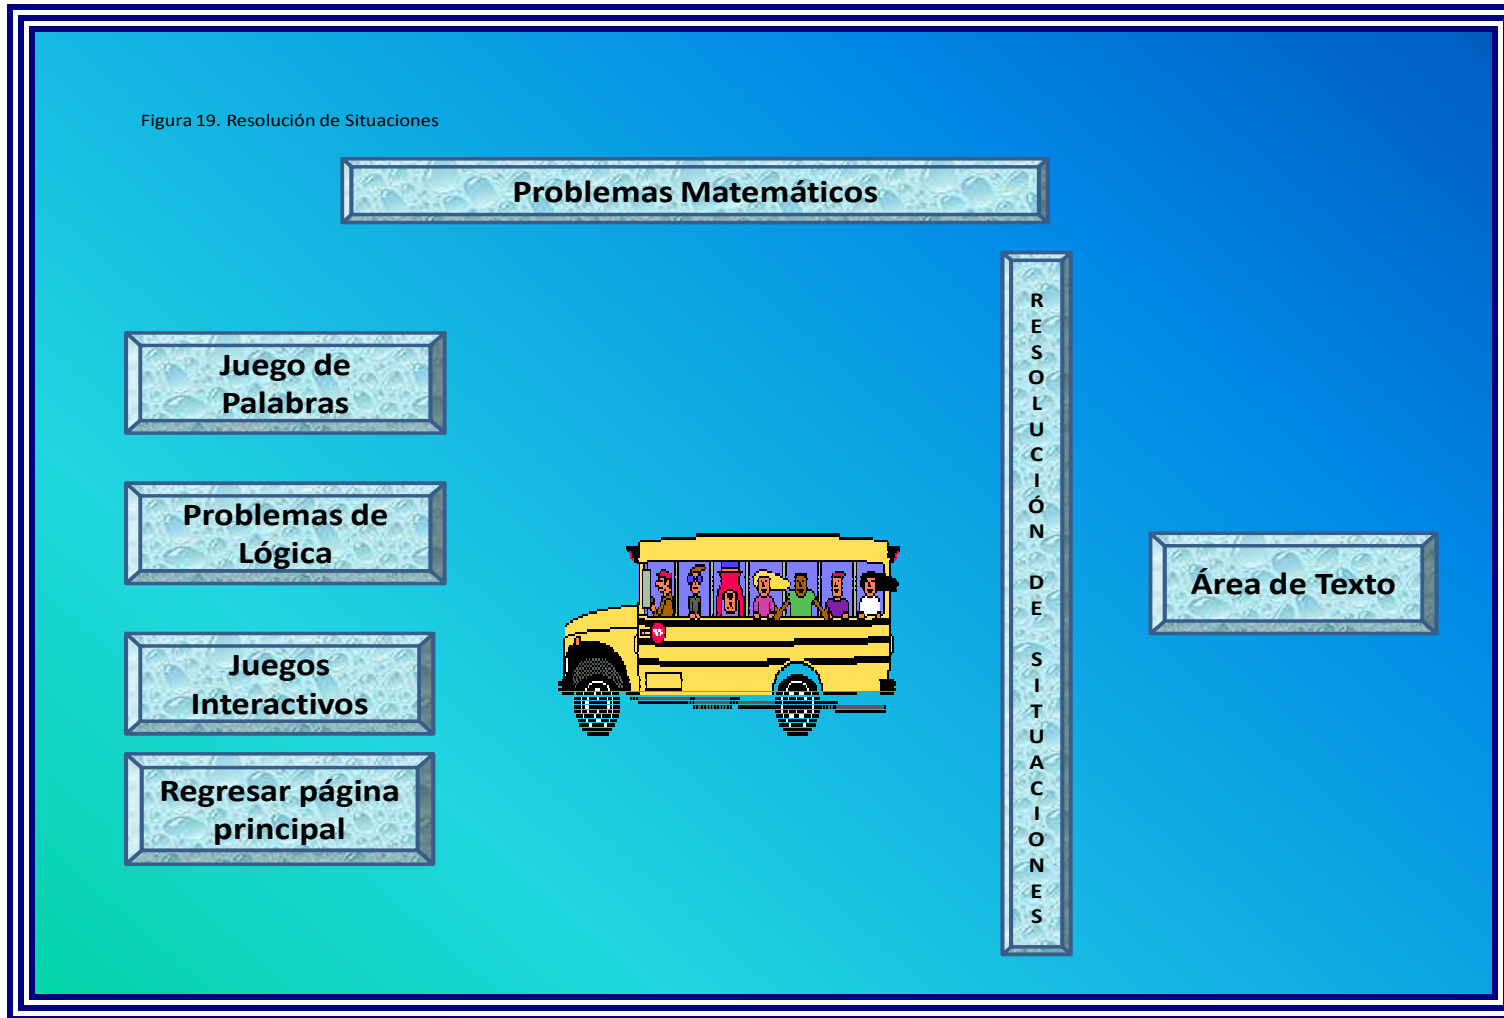 Figura 19. Resolución de Situaciones
Problemas Matemáticos
Juego de
Palabras
Problemas de
Lógica
Juegos
Interactivos
Regresar página
principal
RESOLUCIÓN DE SITUACIONES
Área de Texto